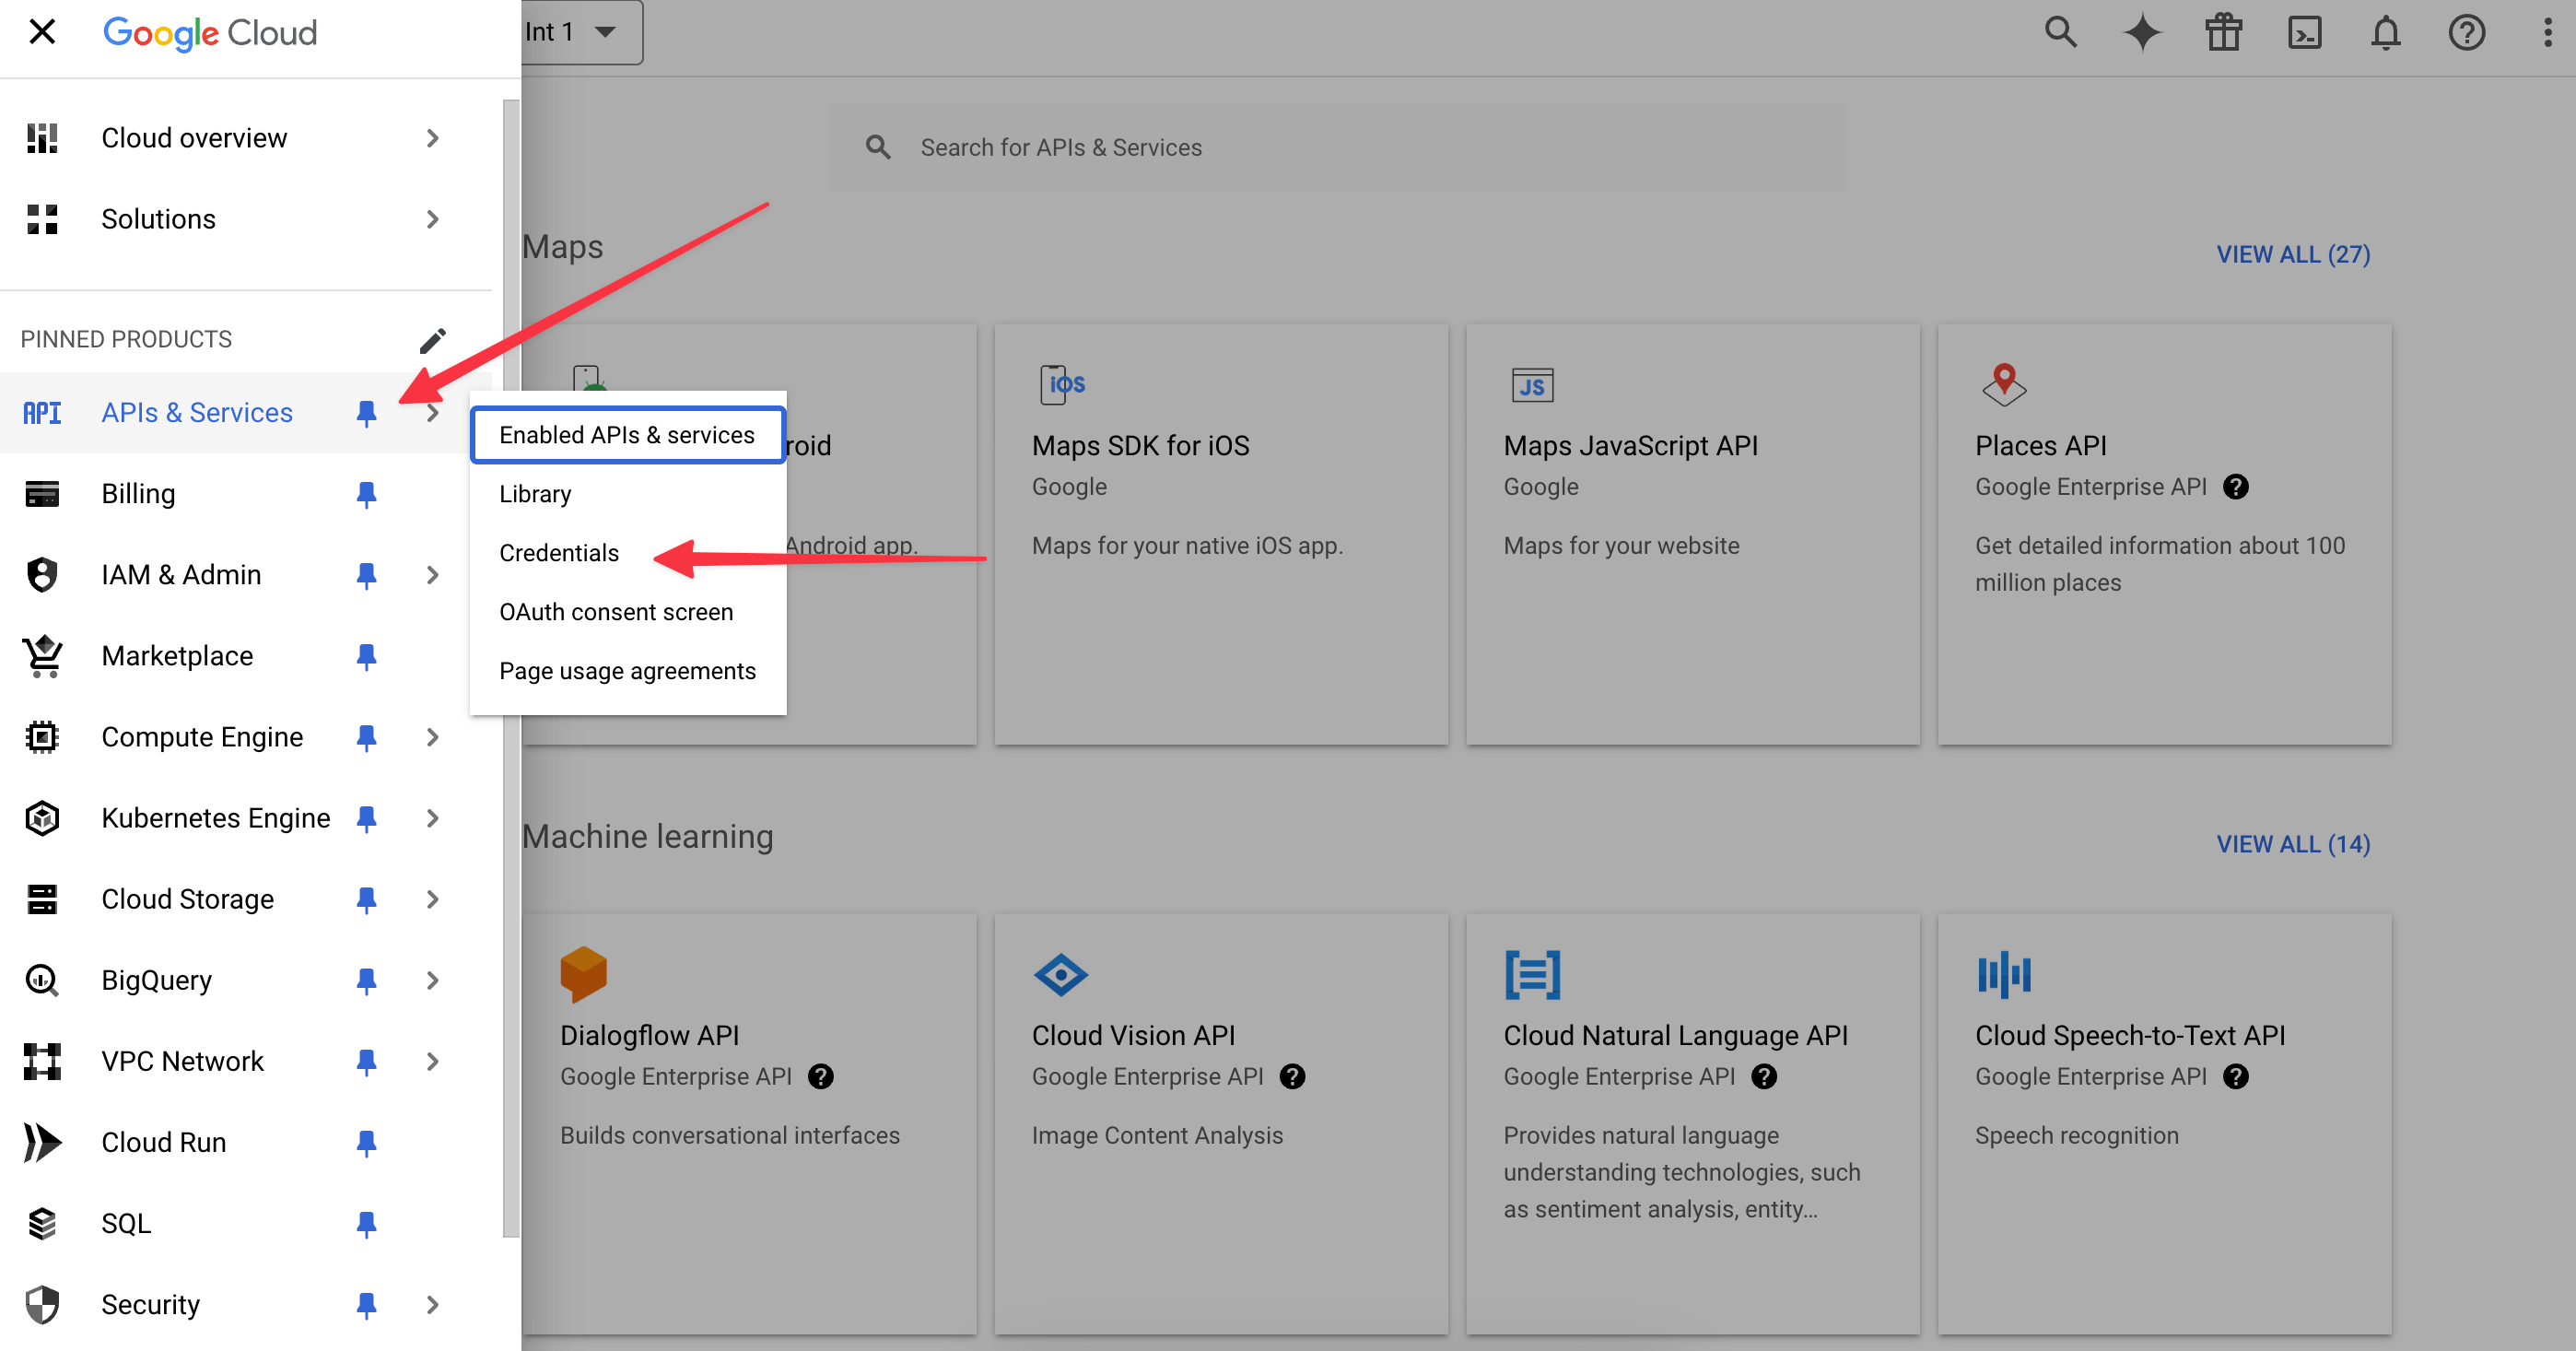 Google Cloud
Int 1
Search for APIs & Services
Cloud overview
Solutions
PINNED PRODUCTS
API APIs & Services
Billing
IAM & Admin
Marketplace
Compute Engine
Kubernetes Engine
Cloud Storage
BigQuery
VPC Network
Cloud Run
SQL
Security
Enabled APIs & services
Library
Credentials
OAuth consent screen
Page usage agreements
Maps
VIEW ALL (27)
roid
Android app.
iOS
Maps SDK for iOS
Google
Maps for your native iOS app.
JS
Maps JavaScript API
Google
Maps for your website
Places API
Google Enterprise API
Get detailed information about 100
million places
Machine learning
VIEW ALL (14)
Dialogflow API
Google Enterprise API
Builds conversational interfaces
Cloud Vision API
Google Enterprise API
Image Content Analysis
Cloud Natural Language API
Google Enterprise API
Provides natural language
understanding technologies, such
as sentiment analysis, entity...
Cloud Speech-to-Text API
Google Enterprise API
Speech recognition